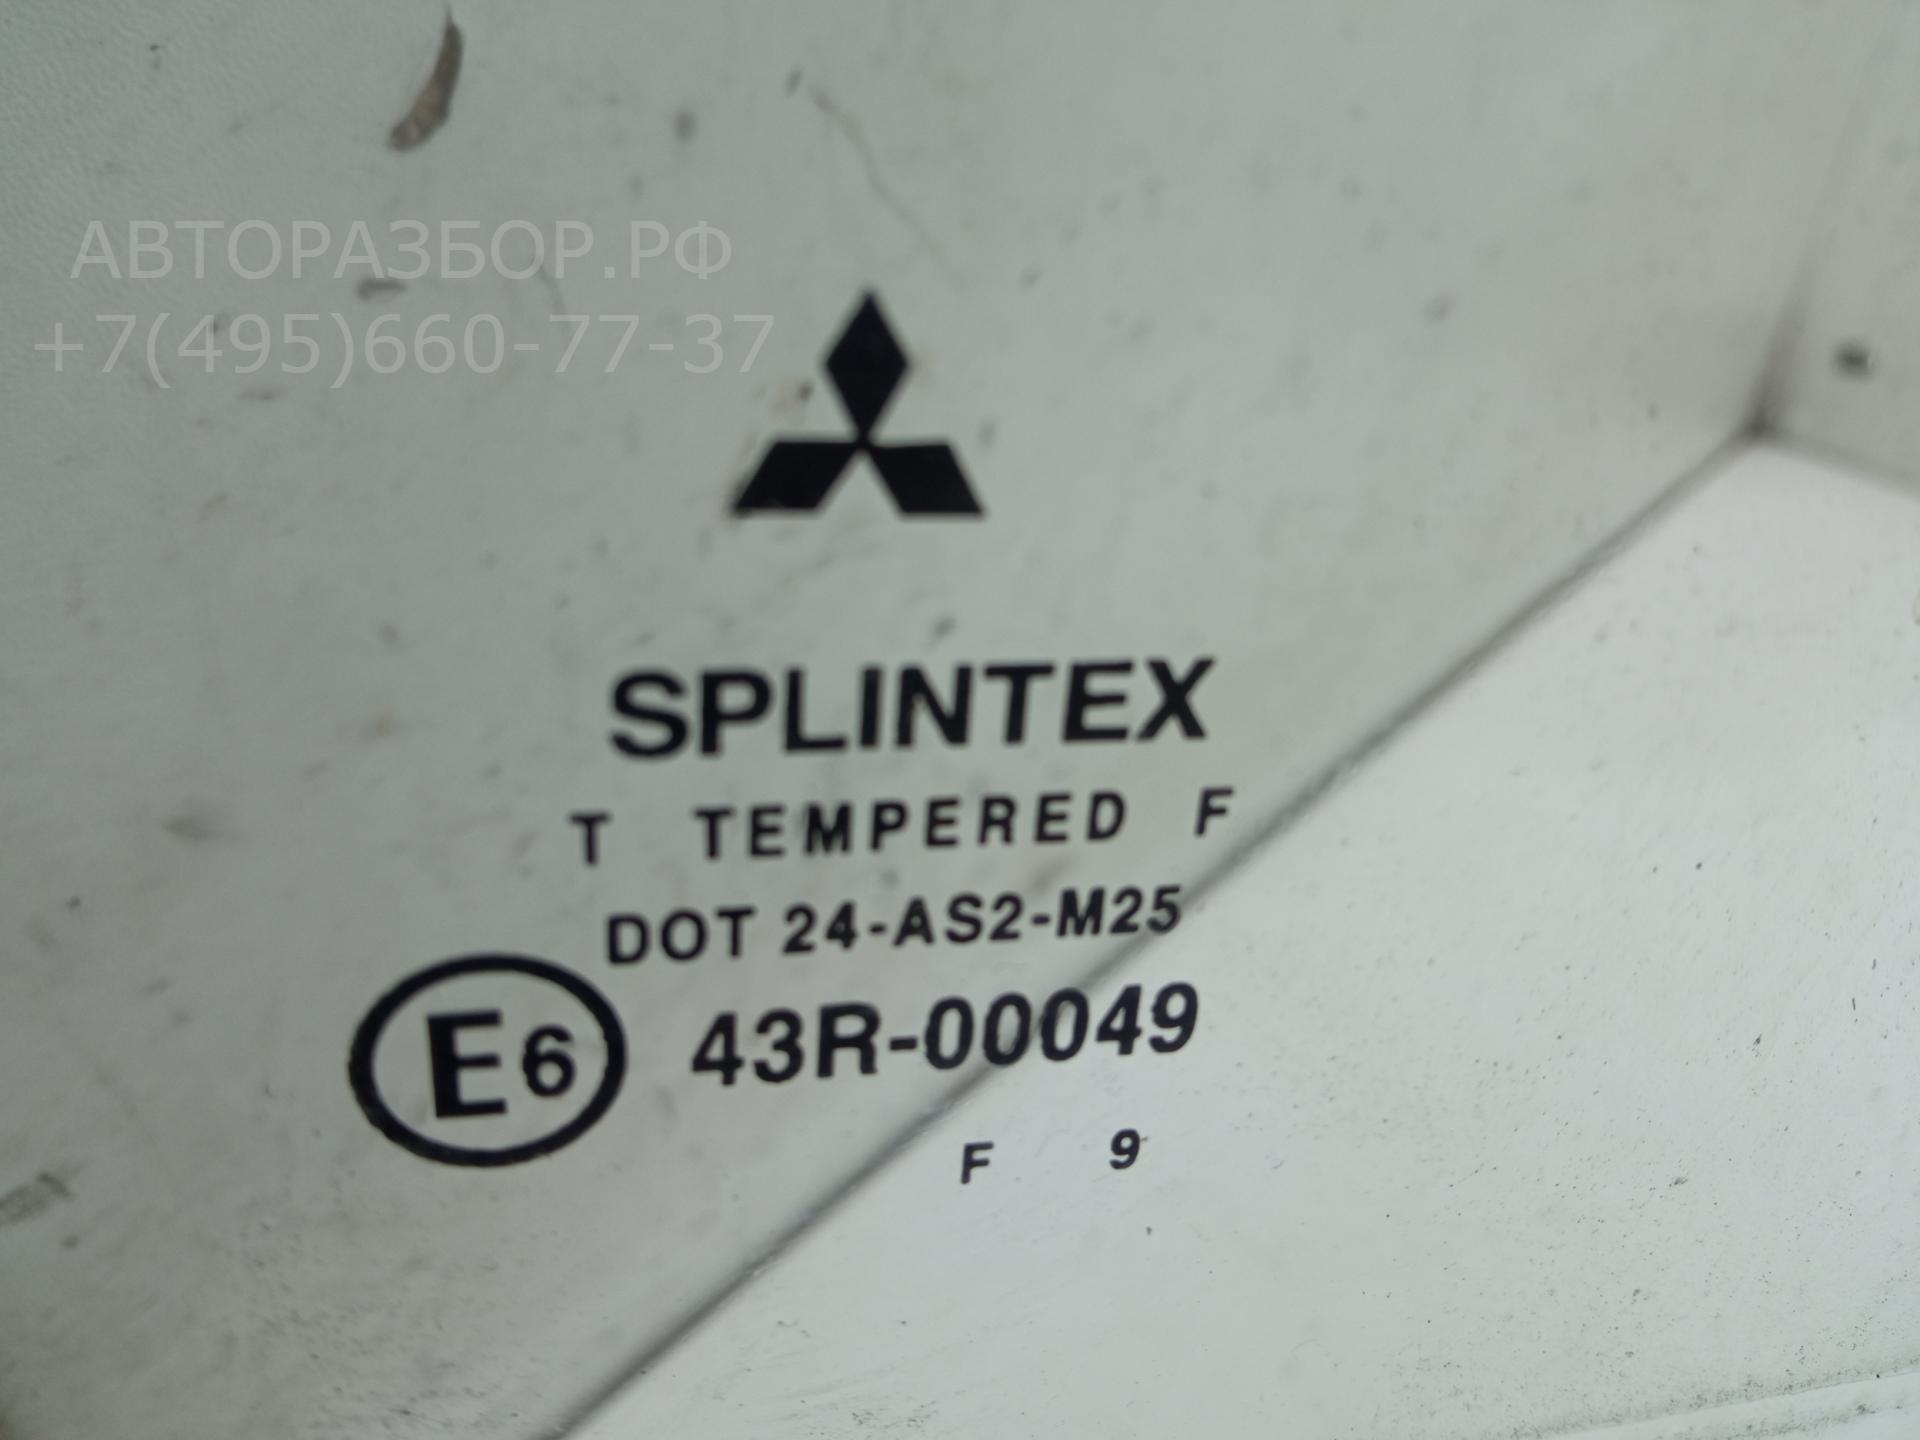 АВТОРАЗБОР.РФ
+7(495)660-77-37
SPLINTEX
T TEMPERED F
DOT 24-AS2-M25
E6 43R-00049
F 9